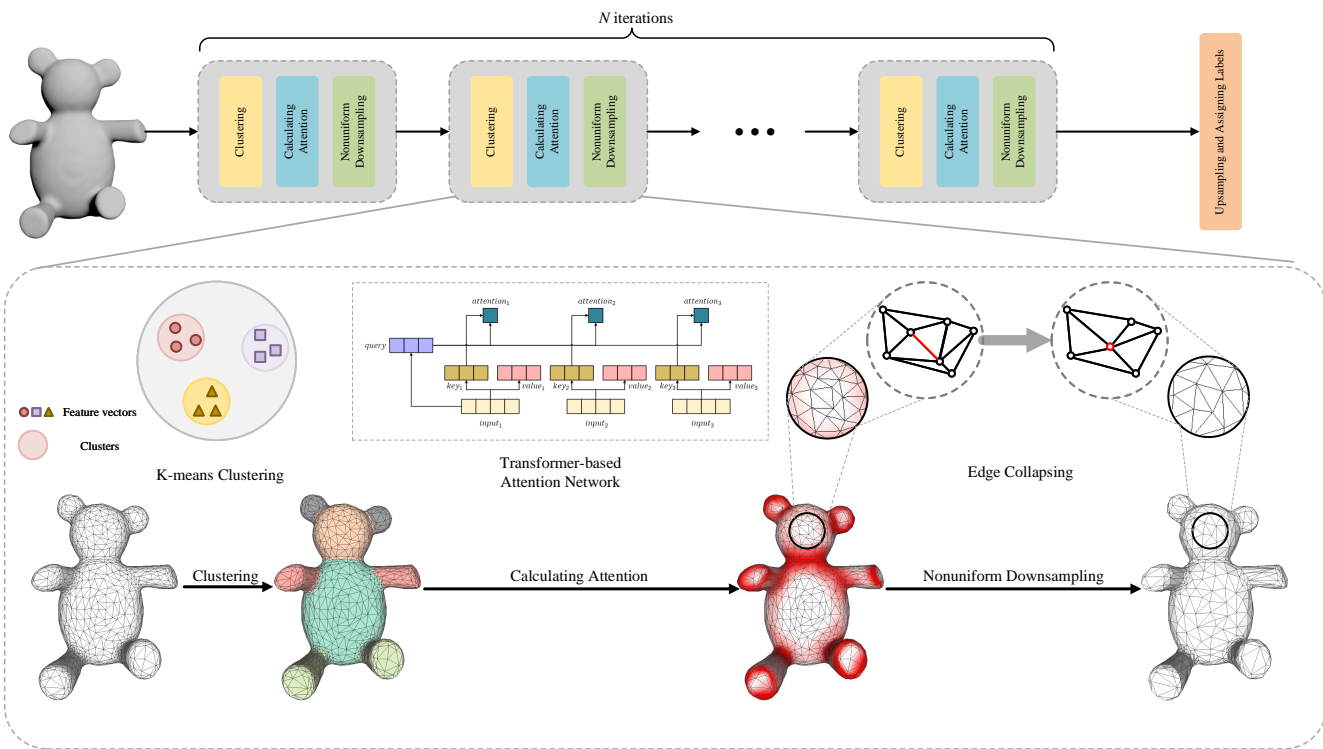 N iterations
Clustering
Calculating
Attention
Nonuniform
Downsampling
Clustering
Calculating
Attention
Nonuniform
Downsampling
Clustering
Calculating
Attention
Nonuniform
Downsampling
Upsampling and Assigning Labels
Feature vectors
Clusters
K-means Clustering
attention₁
attention₂
attention₃
query
key₁
value₁
key₂
value₂
key₃
value₃
input₁
input₂
input₃
Transformer-based
Attention Network
Edge Collapsing
Clustering
Calculating Attention
Nonuniform Downsampling